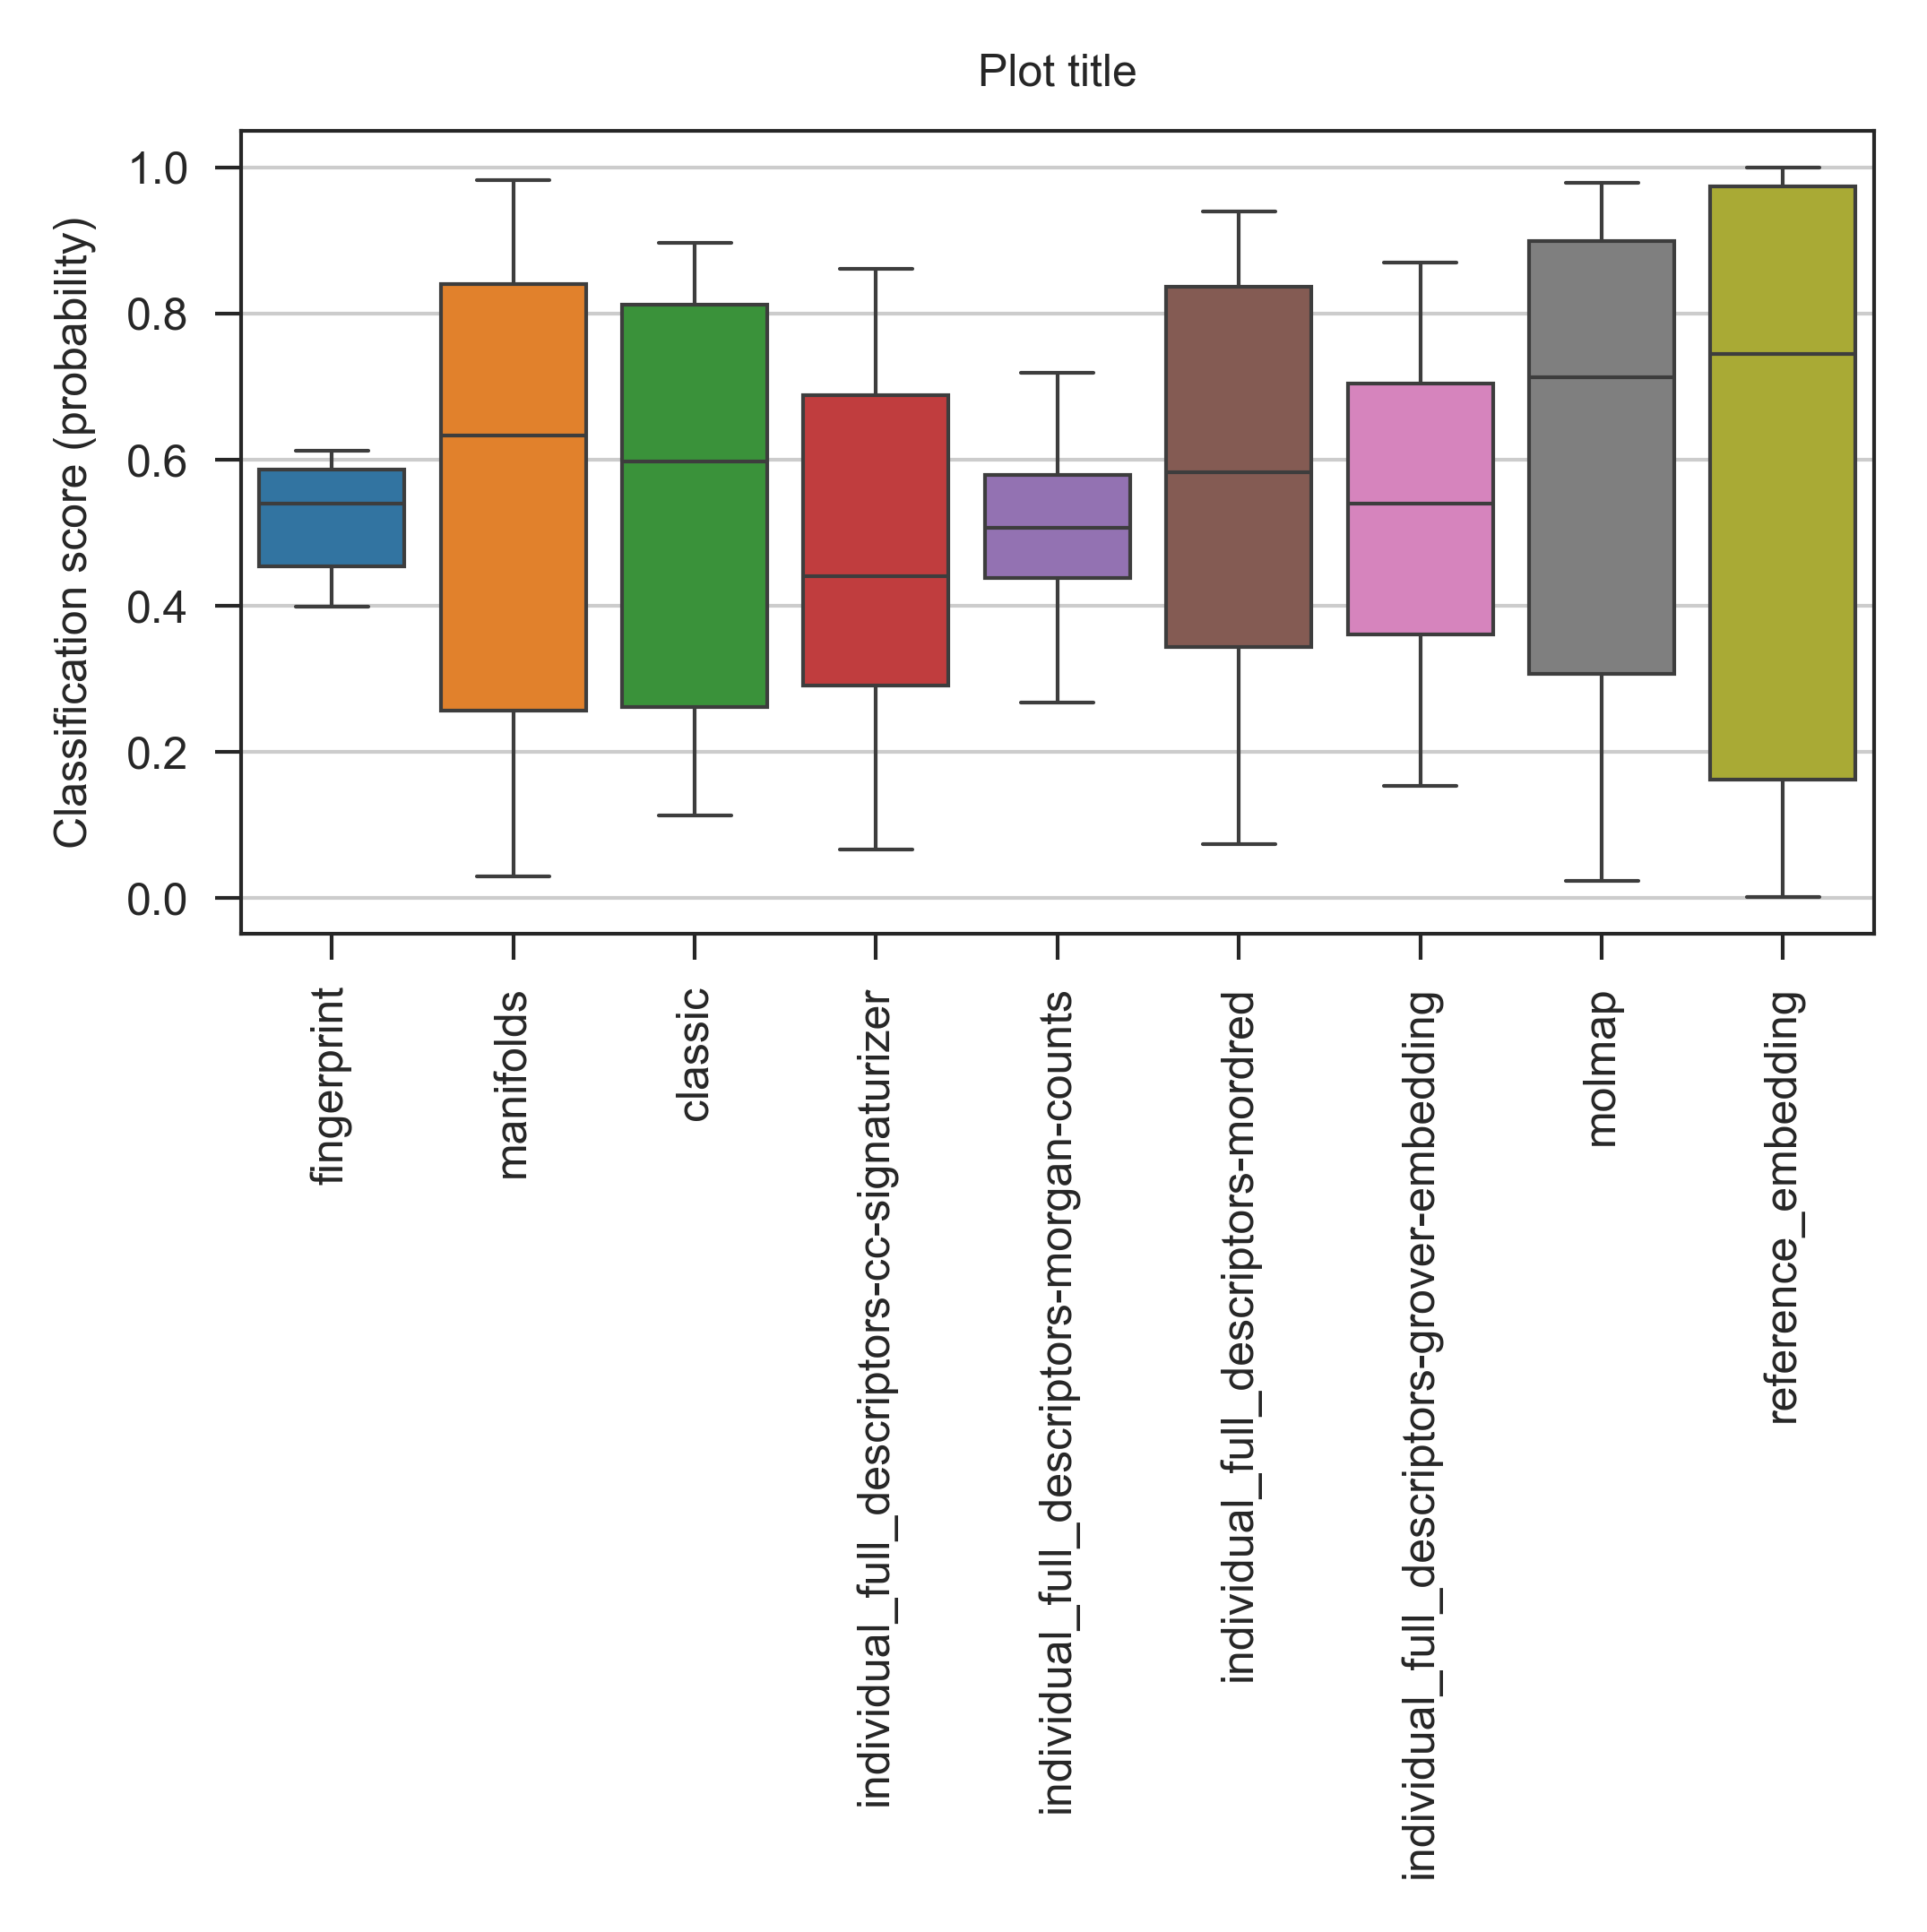 Plot title
Classification score (probability)
1.0
0.8
0.6
0.4
0.2
0.0
fingerprint
manifolds
classic
individual_full_descriptors-cc-signaturizer
individual_full_descriptors-morgan-counts
individual_full_descriptors-mordred
individual_full_descriptors-grover-embedding
molmap
reference_embedding